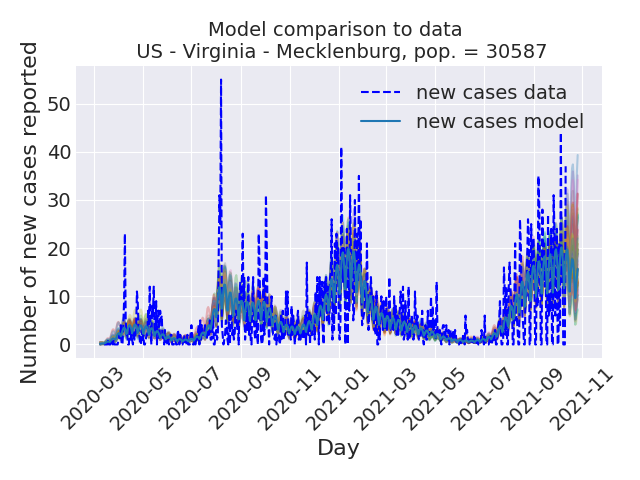 Model comparison to data
US - Virginia - Mecklenburg, pop. = 30587
Number of new cases reported
50
40
30
20
10
0
new cases data
new cases model
2020-03
2020-05
2020-07
2020-09
2020-11
2021-01
2021-03
2021-05
2021-07
2021-09
2021-11
Day